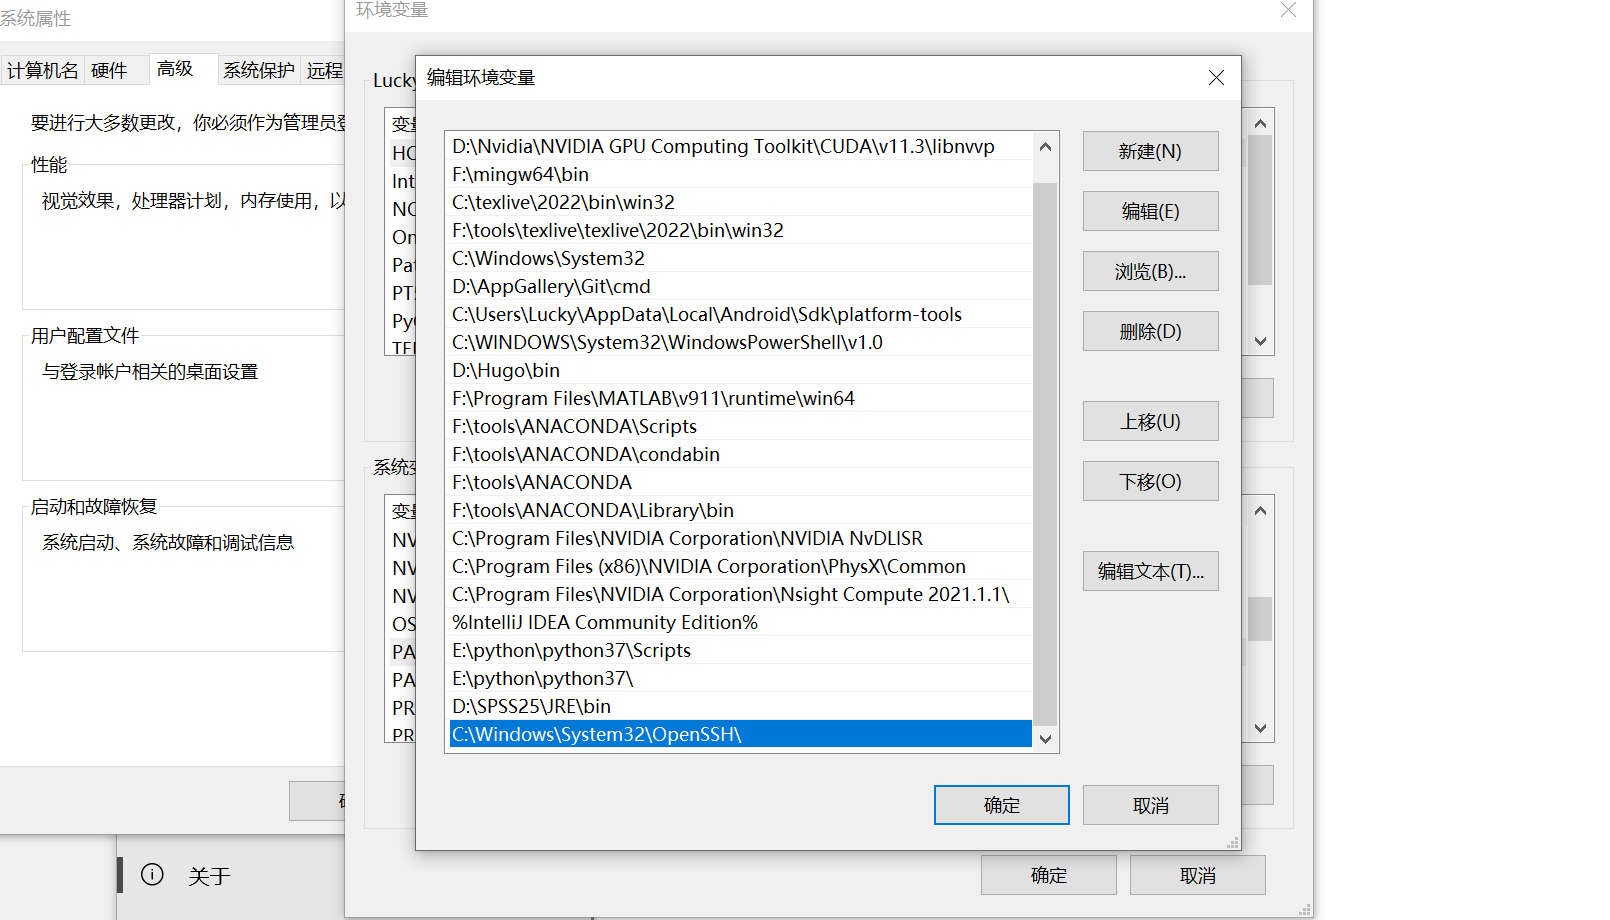 系统属性
计算机名
硬件
高级
系统保护
远程
要进行大多数更改，你必须作为管理员登
性能
视觉效果，处理器计划，内存使用，以
用户配置文件
与登录帐户相关的桌面设置
启动和故障恢复
系统启动、系统故障和调试信息
关于
环境变量
Lucky
变量
HO
Int
NO
On
Pat
PT
PyC
TEM
系统变
变量
NV
NV
NV
OS
PA
PA
PR
PR
编辑环境变量
D:\Nvidia\NVIDIA GPU Computing Toolkit\CUDA\v11.3\libnvvp
F:\mingw64\bin
C:\texlive\2022\bin\win32
F:\tools\texlive\texlive\2022\bin\win32
C:\Windows\System32
D:\AppGallery\Git\cmd
C:\Users\Lucky\AppData\Local\Android\Sdk\platform-tools
C:\WINDOWS\System32\WindowsPowerShell\v1.0
D:\Hugo\bin
F:\Program Files\MATLAB\v911\runtime\win64
F:\tools\ANACONDA\Scripts
F:\tools\ANACONDA\condabin
F:\tools\ANACONDA
F:\tools\ANACONDA\Library\bin
C:\Program Files\NVIDIA Corporation\NVIDIA NvDLISR
C:\Program Files (x86)\NVIDIA Corporation\PhysX\Common
C:\Program Files\NVIDIA Corporation\Nsight Compute 2021.1.1\
%IntelliJ IDEA Community Edition%
E:\python\python37\Scripts
E:\python\python37\
D:\SPSS25\JRE\bin
C:\Windows\System32\OpenSSH\
新建(N)
编辑(E)
浏览(B)...
删除(D)
上移(U)
下移(O)
编辑文本(T)...
确定
取消
确定
取消